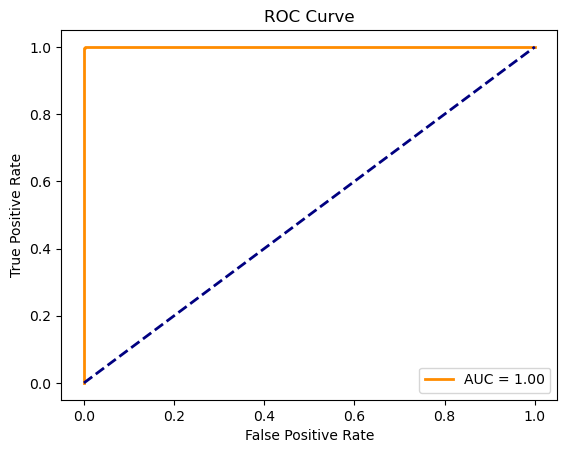 ROC Curve
True Positive Rate
1.0
0.8
0.6
0.4
0.2
0.0
AUC = 1.00
0.0 0.2 0.4 0.6 0.8 1.0
False Positive Rate